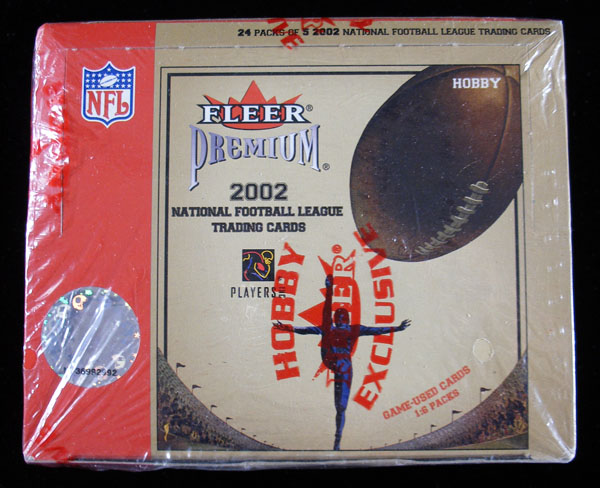 24 PACKS OF 5 2002 NATIONAL FOOTBALL LEAGUE TRADING CARDS
NFL
HOBBY
FLEER®
PREMIUM®
2002
NATIONAL FOOTBALL LEAGUE
TRADING CARDS
PLAYERS
HOBBY
FLEER®
EXCLUSIVE
GAME-USED CARDS
1:6 PACKS